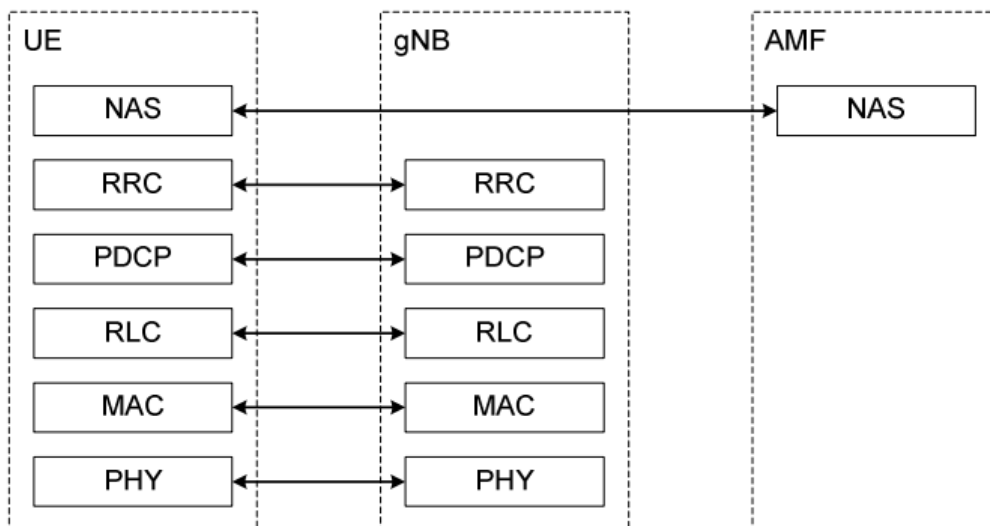 UE
gNB
AMF
NAS
NAS
RRC
RRC
PDCP
PDCP
RLC
RLC
MAC
MAC
PHY
PHY